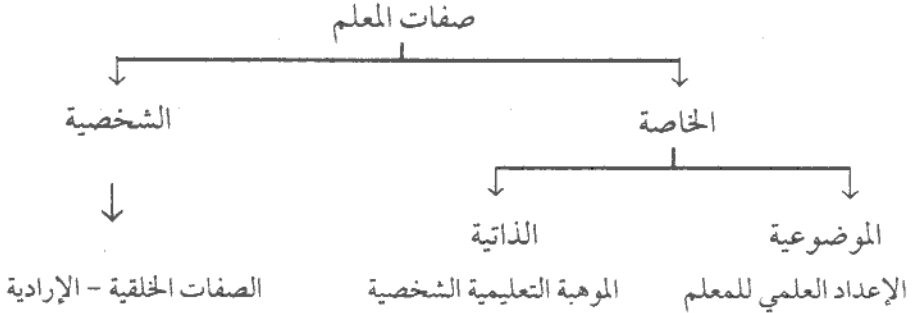 صفات المعلم
الخاصة
الشخصية
الموضوعية
الذاتية
الإعداد العلمي للمعلم
الموهبة التعليمية الشخصية
الصفات الخلقية – الإرادية